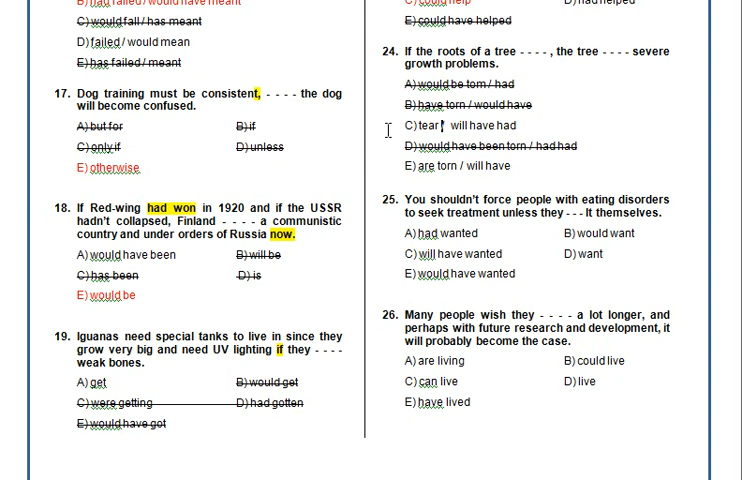 B) had failed / would have meant
C) would fall / has meant
D) failed / would mean
E) has failed / meant
17. Dog training must be consistent, - - - - the dog
will become confused.
A) but for B) if
C) only if D) unless
E) otherwise
18. If Red-wing had won in 1920 and if the USSR
hadn't collapsed, Finland - - - - a communistic
country and under orders of Russia now.
A) would have been B) will be
C) has been D) is
E) would be
19. Iguanas need special tanks to live in since they
grow very big and need UV lighting if they - - - -
weak bones.
A) get B) would get
C) were getting D) had gotten
E) would have got
C) could help D) had helped
E) could have helped
24. If the roots of a tree - - - - , the tree - - - - severe
growth problems.
A) would be torn / had
B) have torn / would have
C) tear / will have had
D) would have been torn / had had
E) are torn / will have
25. You shouldn't force people with eating disorders
to seek treatment unless they - - - It themselves.
A) had wanted B) would want
C) will have wanted D) want
E) would have wanted
26. Many people wish they - - - - a lot longer, and
perhaps with future research and development, it
will probably become the case.
A) are living B) could live
C) can live D) live
E) have lived